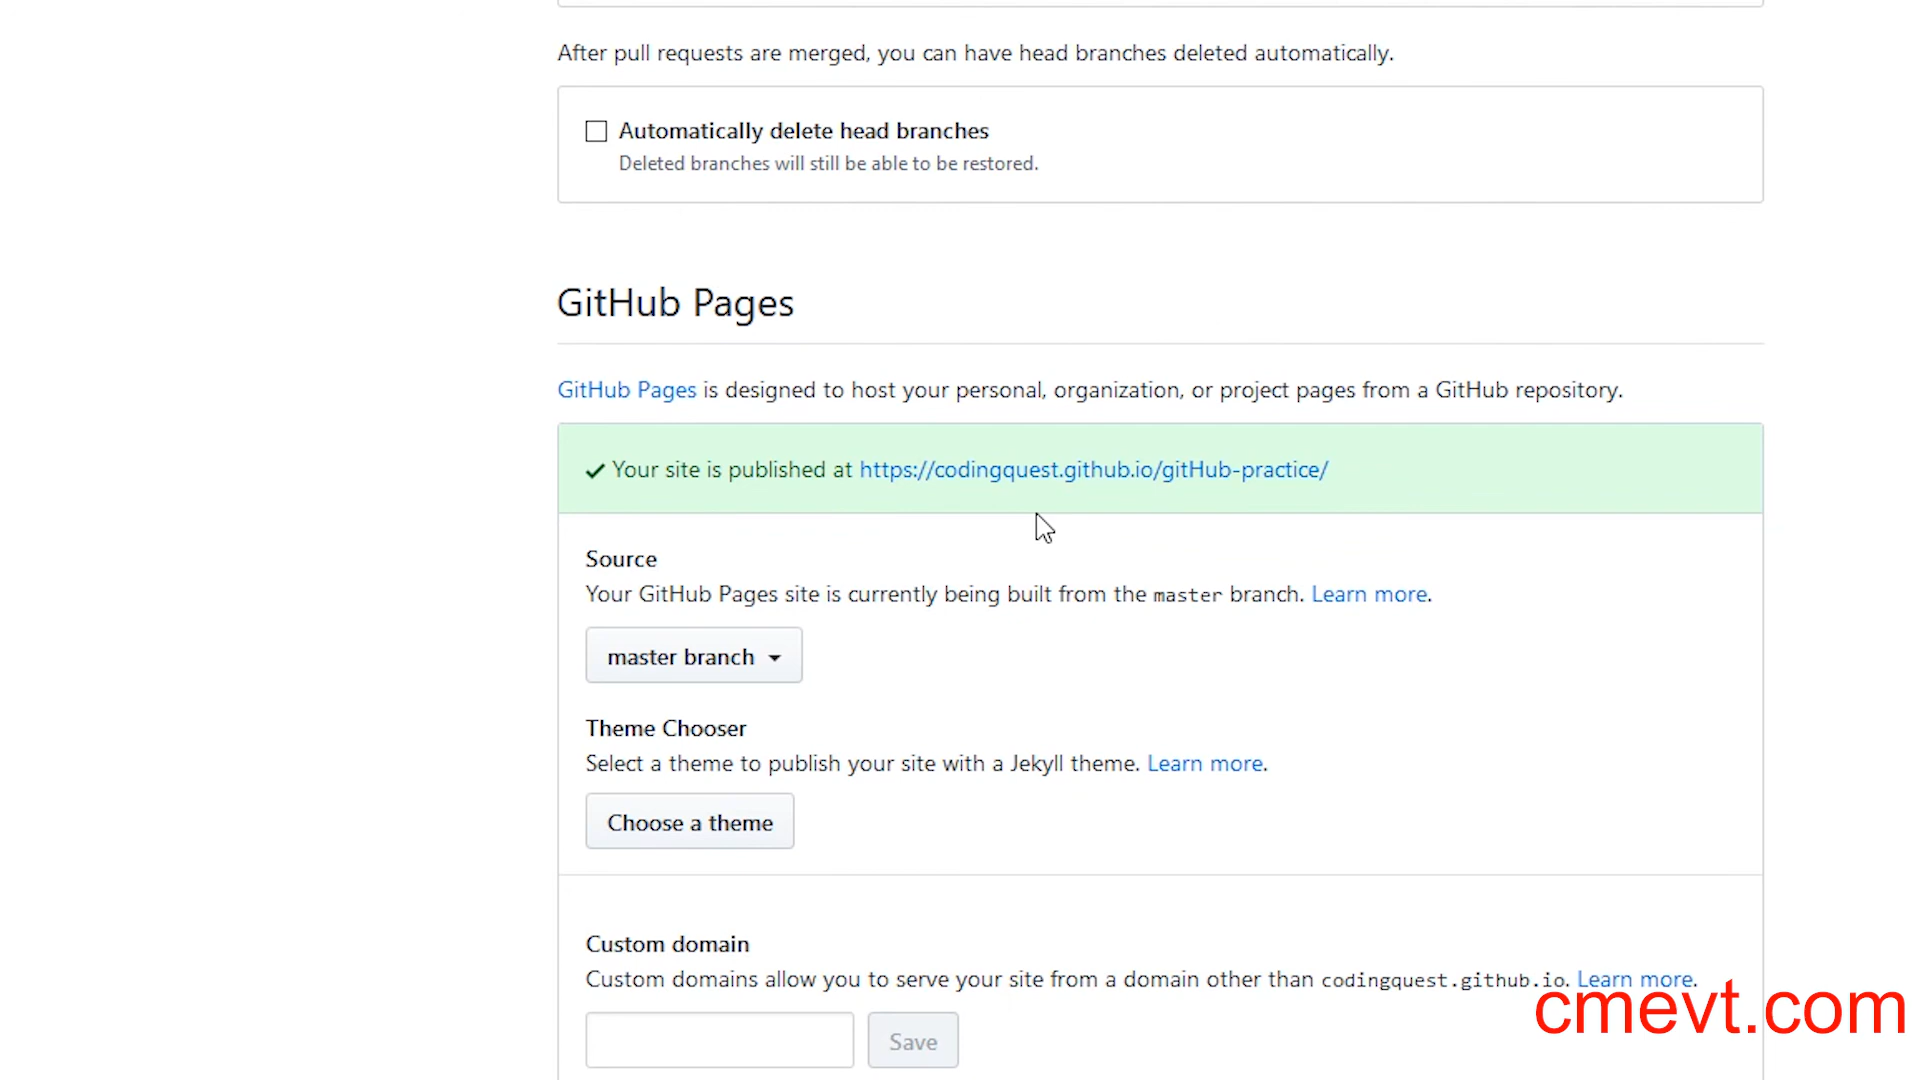 After pull requests are merged, you can have head branches deleted automatically.
Automatically delete head branches
Deleted branches will still be able to be restored.
GitHub Pages
GitHub Pages is designed to host your personal, organization, or project pages from a GitHub repository.
✓ Your site is published at https://codingquest.github.io/gitHub-practice/
Source
Your GitHub Pages site is currently being built from the master branch. Learn more.
master branch
Theme Chooser
Select a theme to publish your site with a Jekyll theme. Learn more.
Choose a theme
Custom domain
Custom domains allow you to serve your site from a domain other than codingquest.github.io. Learn more.
Save
cmevt.com